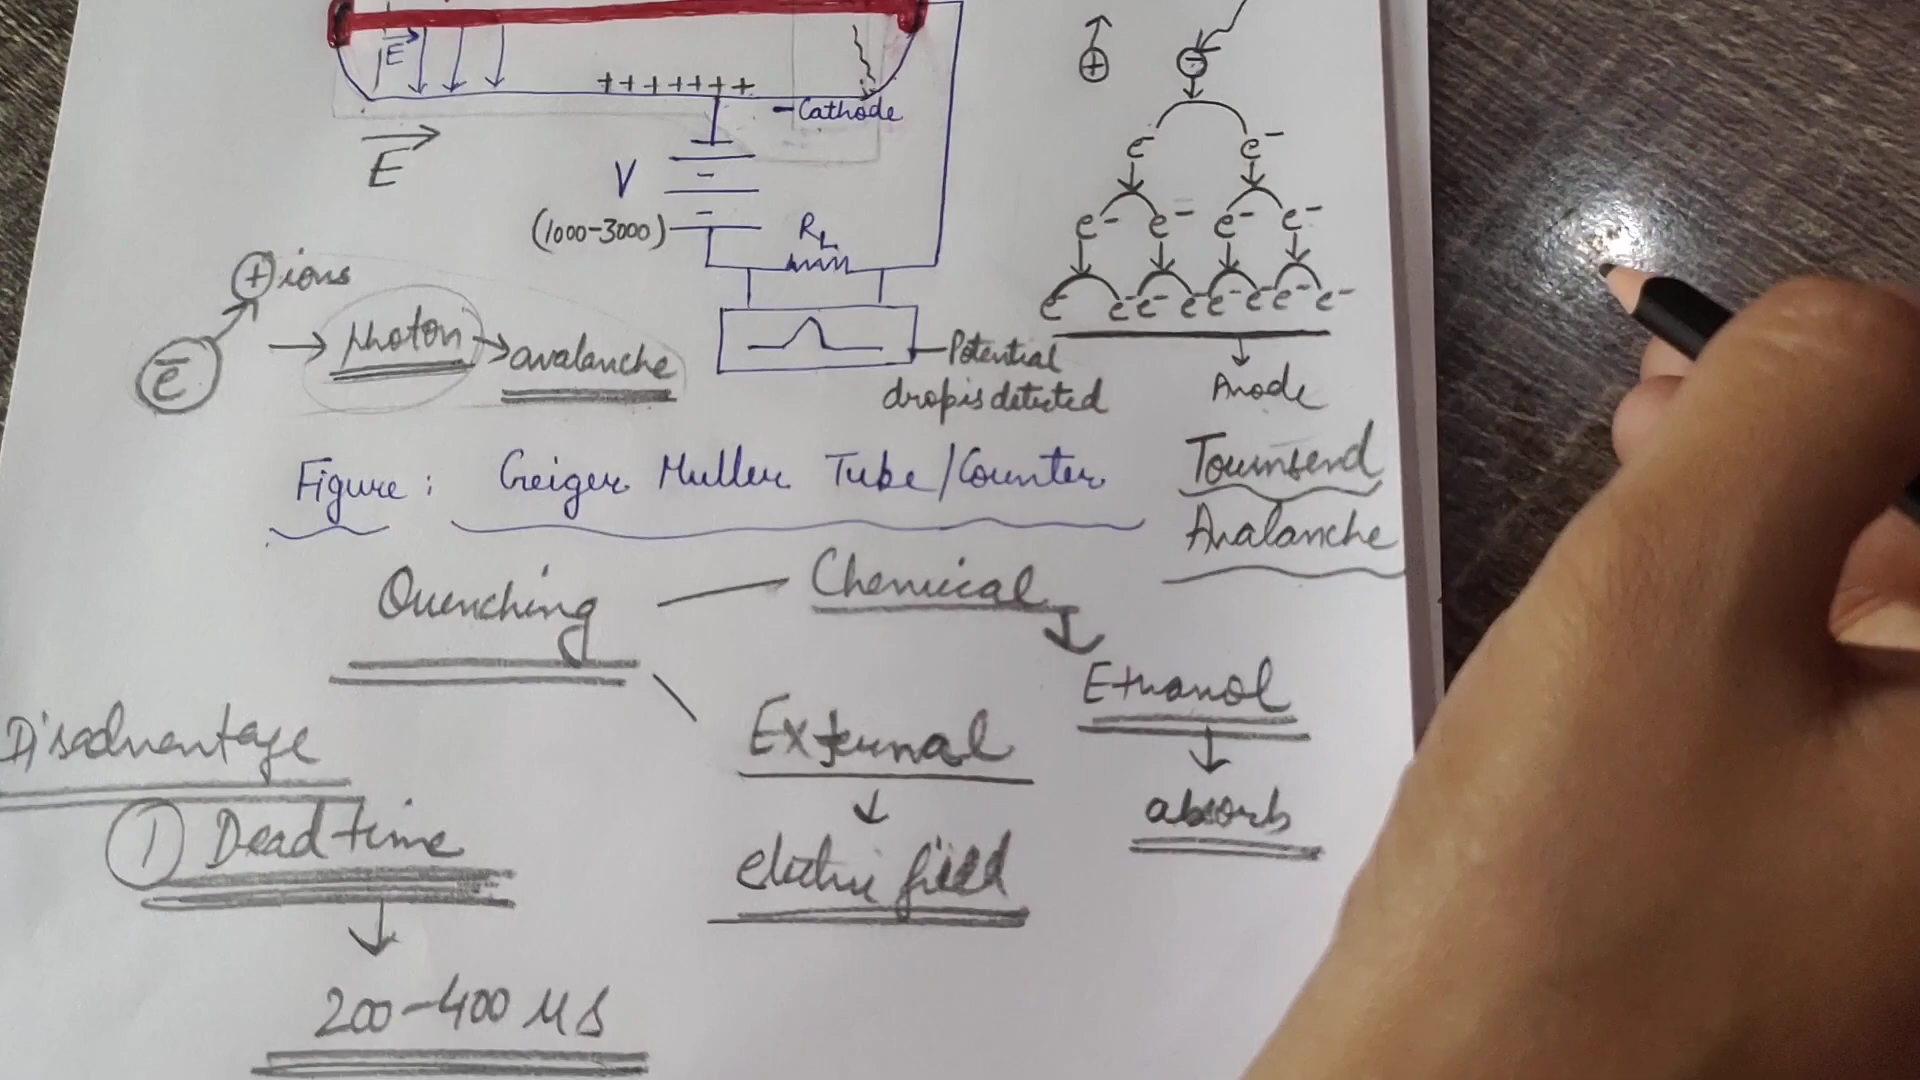 E
+ + + + + + +
- Cathode
E
V
(1000-3000)
R_L
+ ions
e-
→ photon → avalanche
Potential
drop is detected
+
-
e- e-
e- e- e- e-
e- e- e- e- e- e- e- e-
Anode
Townsend
Avalanche
Figure: Geiger Muller Tube/Counter
Quenching
Chemical
Ethanol
absorb
External
electric field
Disadvantage
① Dead time
200-400 μs